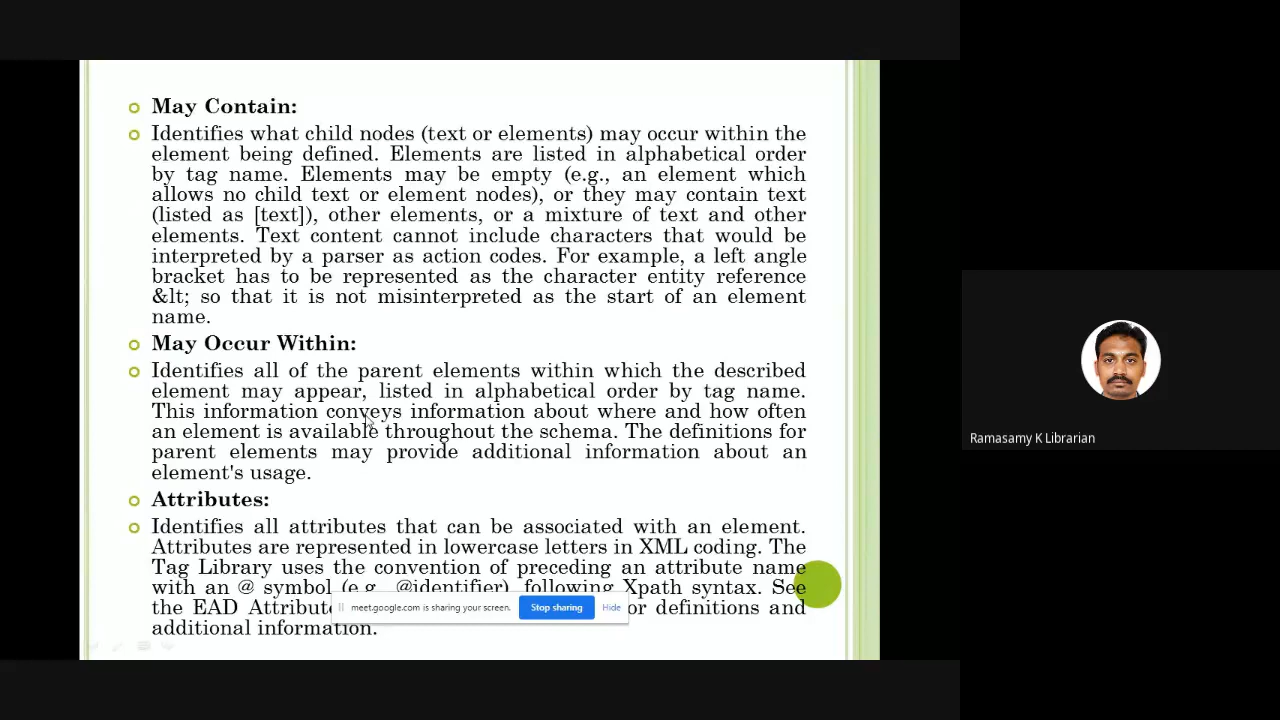 May Contain:
Identifies what child nodes (text or elements) may occur within the
element being defined. Elements are listed in alphabetical order
by tag name. Elements may be empty (e.g., an element which
allows no child text or element nodes), or they may contain text
(listed as [text]), other elements, or a mixture of text and other
elements. Text content cannot include characters that would be
interpreted by a parser as action codes. For example, a left angle
bracket has to be represented as the character entity reference
&lt; so that it is not misinterpreted as the start of an element
name.
May Occur Within:
Identifies all of the parent elements within which the described
element may appear, listed in alphabetical order by tag name.
This information conveys information about where and how often
an element is available throughout the schema. The definitions for
parent elements may provide additional information about an
element's usage.
Attributes:
Identifies all attributes that can be associated with an element.
Attributes are represented in lowercase letters in XML coding. The
Tag Library uses the convention of preceding an attribute name
with an @ symbol (e.g., @identifier), following Xpath syntax. See
the EAD Attribut or definitions and
additional information.
meet.google.com is sharing your screen. Stop sharing Hide
Ramasamy K Librarian